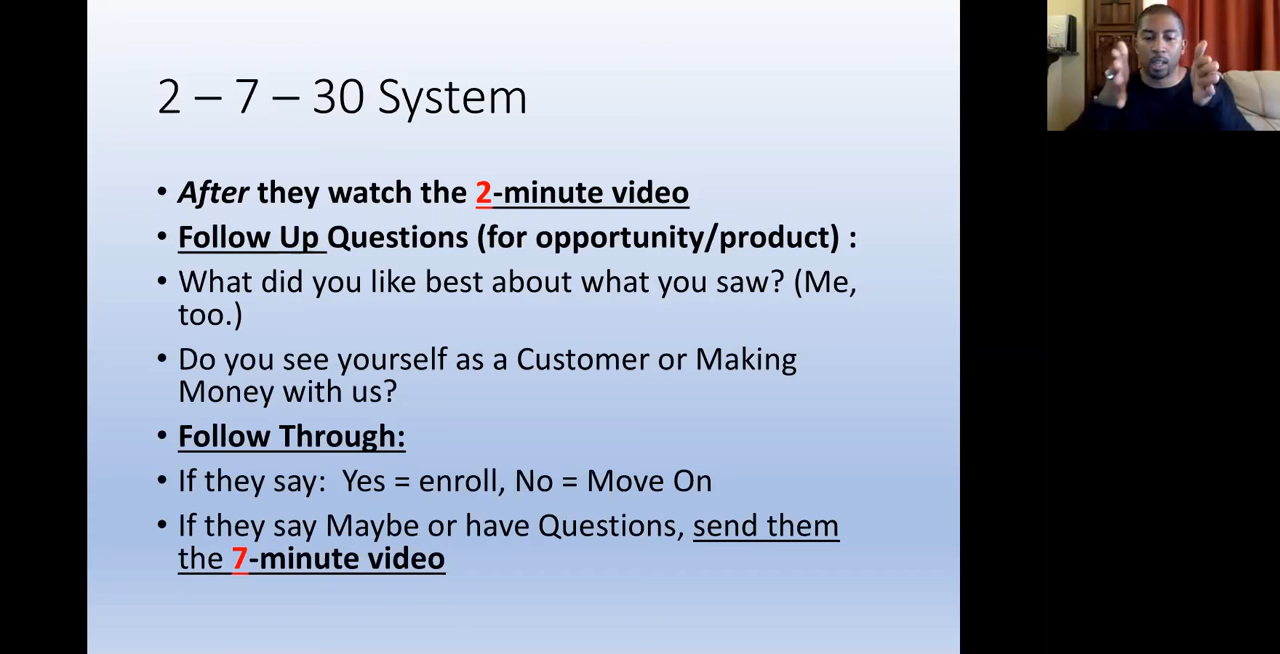 2 – 7 – 30 System
• After they watch the 2-minute video
• Follow Up Questions (for opportunity/product) :
• What did you like best about what you saw? (Me,
too.)
• Do you see yourself as a Customer or Making
Money with us?
• Follow Through:
• If they say:  Yes = enroll, No = Move On
• If they say Maybe or have Questions, send them
the 7-minute video